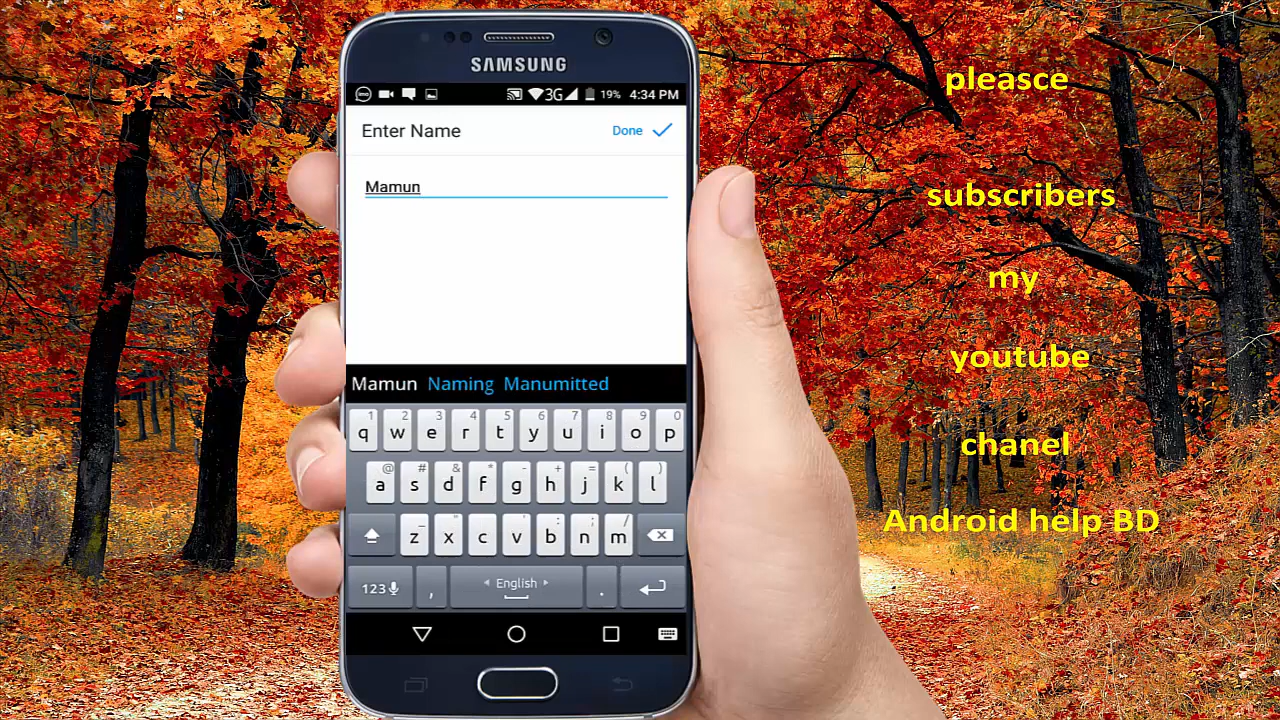 SAMSUNG
3G 19% 4:34 PM
Enter Name Done
Mamun
Mamun Naming Manumitted
1 2 3 4 5 6 7 8 9 0
q w e r t y u i o p
@ # & * - + = ( )
a s d f g h j k l
_ " ' : ; /
z x c v b n m
123 , English .
pleasce
subscribers
my
youtube
chanel
Android help BD